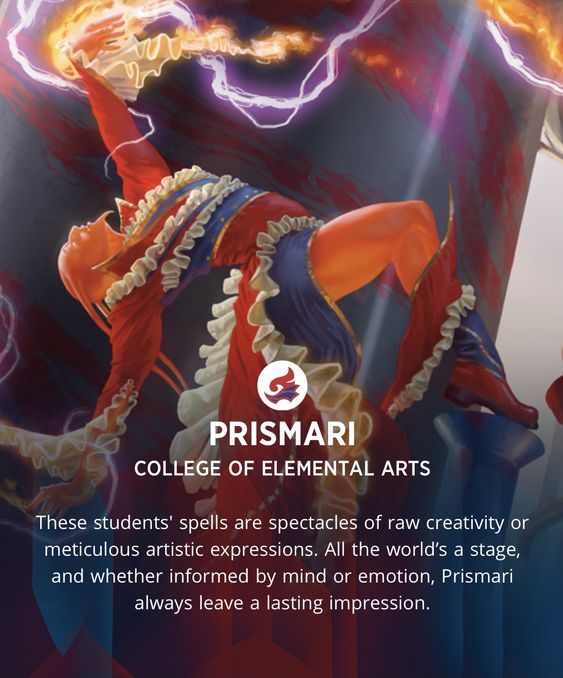 PRISMARI
COLLEGE OF ELEMENTAL ARTS
These students' spells are spectacles of raw creativity or
meticulous artistic expressions. All the world’s a stage,
and whether informed by mind or emotion, Prismari
always leave a lasting impression.